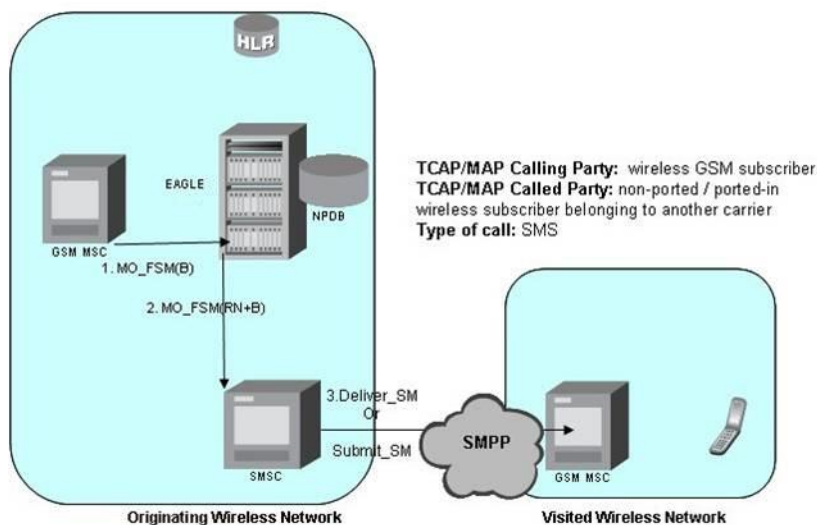 HLR
EAGLE
NPDB
GSM MSC
1. MO_FSM(B)
2. MO_FSM(RN+B)
TCAP/MAP Calling Party: wireless GSM subscriber
TCAP/MAP Called Party: non-ported / ported-in
wireless subscriber belonging to another carrier
Type of call: SMS
3.Deliver_SM
Or
Submit_SM
SMSC
SMPP
GSM MSC
Originating Wireless Network
Visited Wireless Network